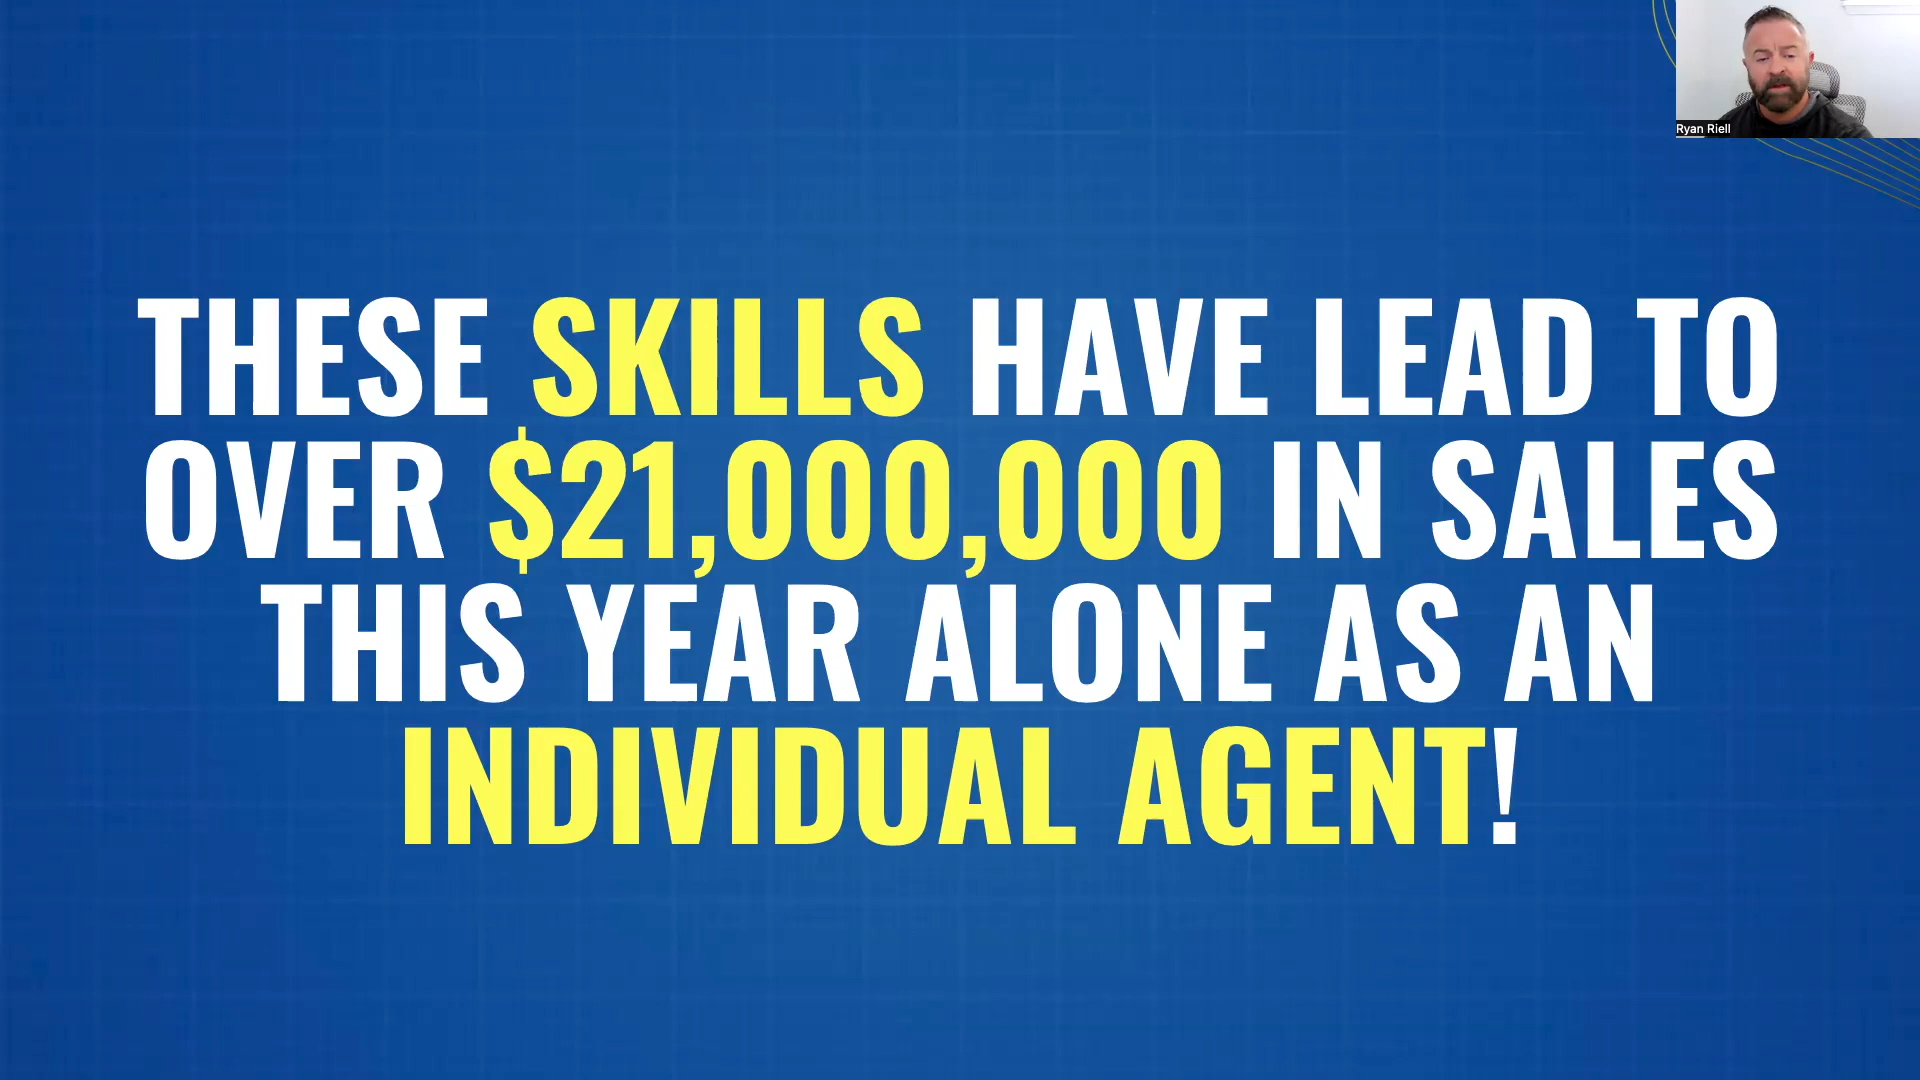 Ryan Riell
THESE SKILLS HAVE LEAD TO
OVER $21,000,000 IN SALES
THIS YEAR ALONE AS AN
INDIVIDUAL AGENT!